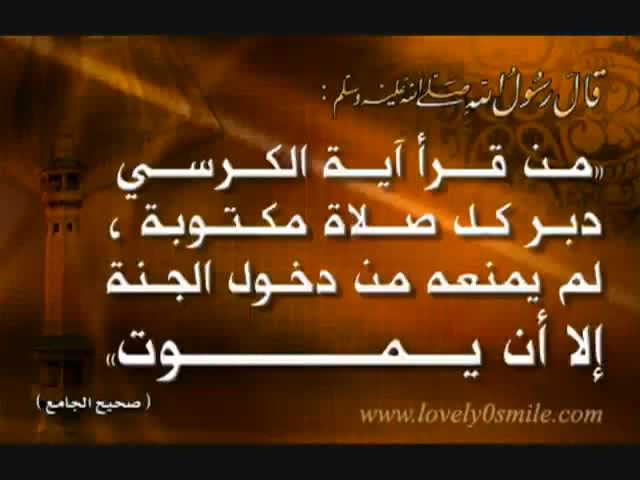 قال رسول الله صلى الله عليه وسلم :
((من قرأ آية الكرسي
دبر كل صلاة مكتوبة ،
لم يمنعه من دخول الجنة
إلا أن يموت))
( صحيح الجامع )
www.lovely0smile.com